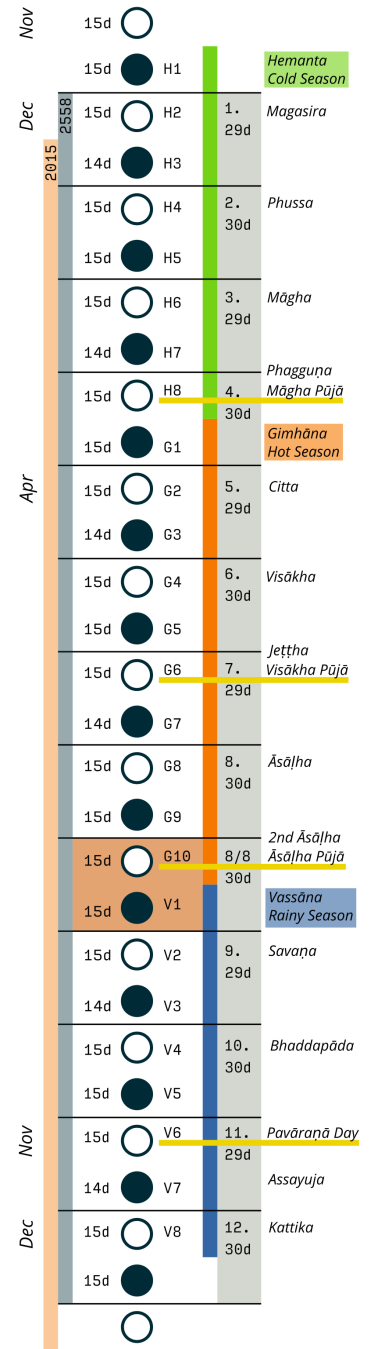 Nov
15d
15d H1
Hemanta
Cold Season
Dec
2558
15d H2 1.
29d
Magasira
2015
14d H3
15d H4 2.
30d
Phussa
15d H5
15d H6 3.
29d
Māgha
14d H7
Phagguṇa
15d H8 4.
30d
Māgha Pūjā
15d G1
Gimhāna
Hot Season
Apr
15d G2 5.
29d
Citta
14d G3
15d G4 6.
30d
Visākha
15d G5
Jeṭṭha
15d G6 7.
29d
Visākha Pūjā
14d G7
15d G8 8.
30d
Āsāḷha
15d G9
2nd Āsāḷha
15d G10 8/8
30d
Āsāḷha Pūjā
15d V1
Vassāna
Rainy Season
15d V2 9.
29d
Savaṇa
14d V3
15d V4 10.
30d
Bhaddapāda
15d V5
Nov
15d V6 11.
29d
Pavāraṇā Day
14d V7
Assayuja
Dec
15d V8 12.
30d
Kattika
15d